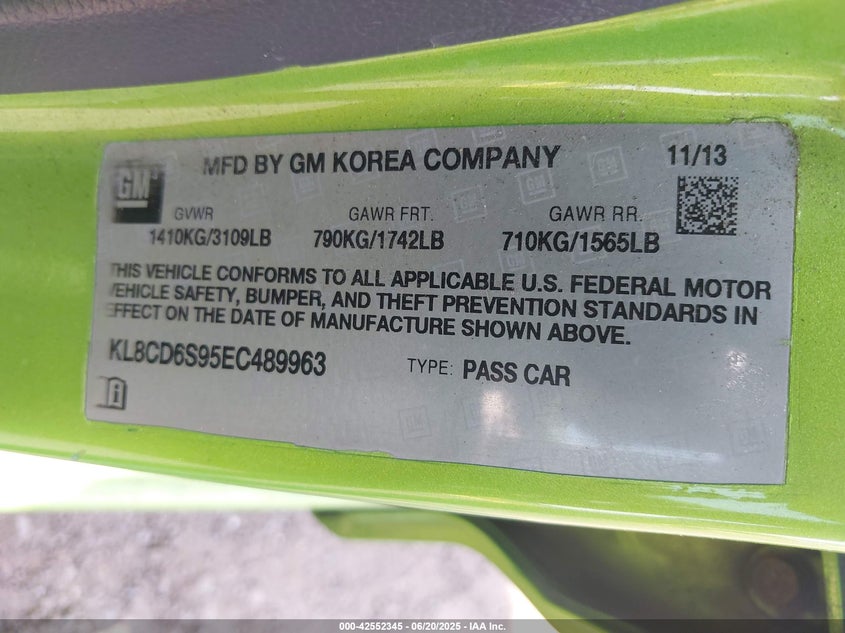 MFD BY GM KOREA COMPANY 11/13
GM
GVWR GAWR FRT. GAWR RR.
1410KG/3109LB 790KG/1742LB 710KG/1565LB
THIS VEHICLE CONFORMS TO ALL APPLICABLE U.S. FEDERAL MOTOR
VEHICLE SAFETY, BUMPER, AND THEFT PREVENTION STANDARDS IN
EFFECT ON THE DATE OF MANUFACTURE SHOWN ABOVE.
KL8CD6S95EC489963 TYPE: PASS CAR
000-42552345 | 06/20/2025 | IAA Inc.